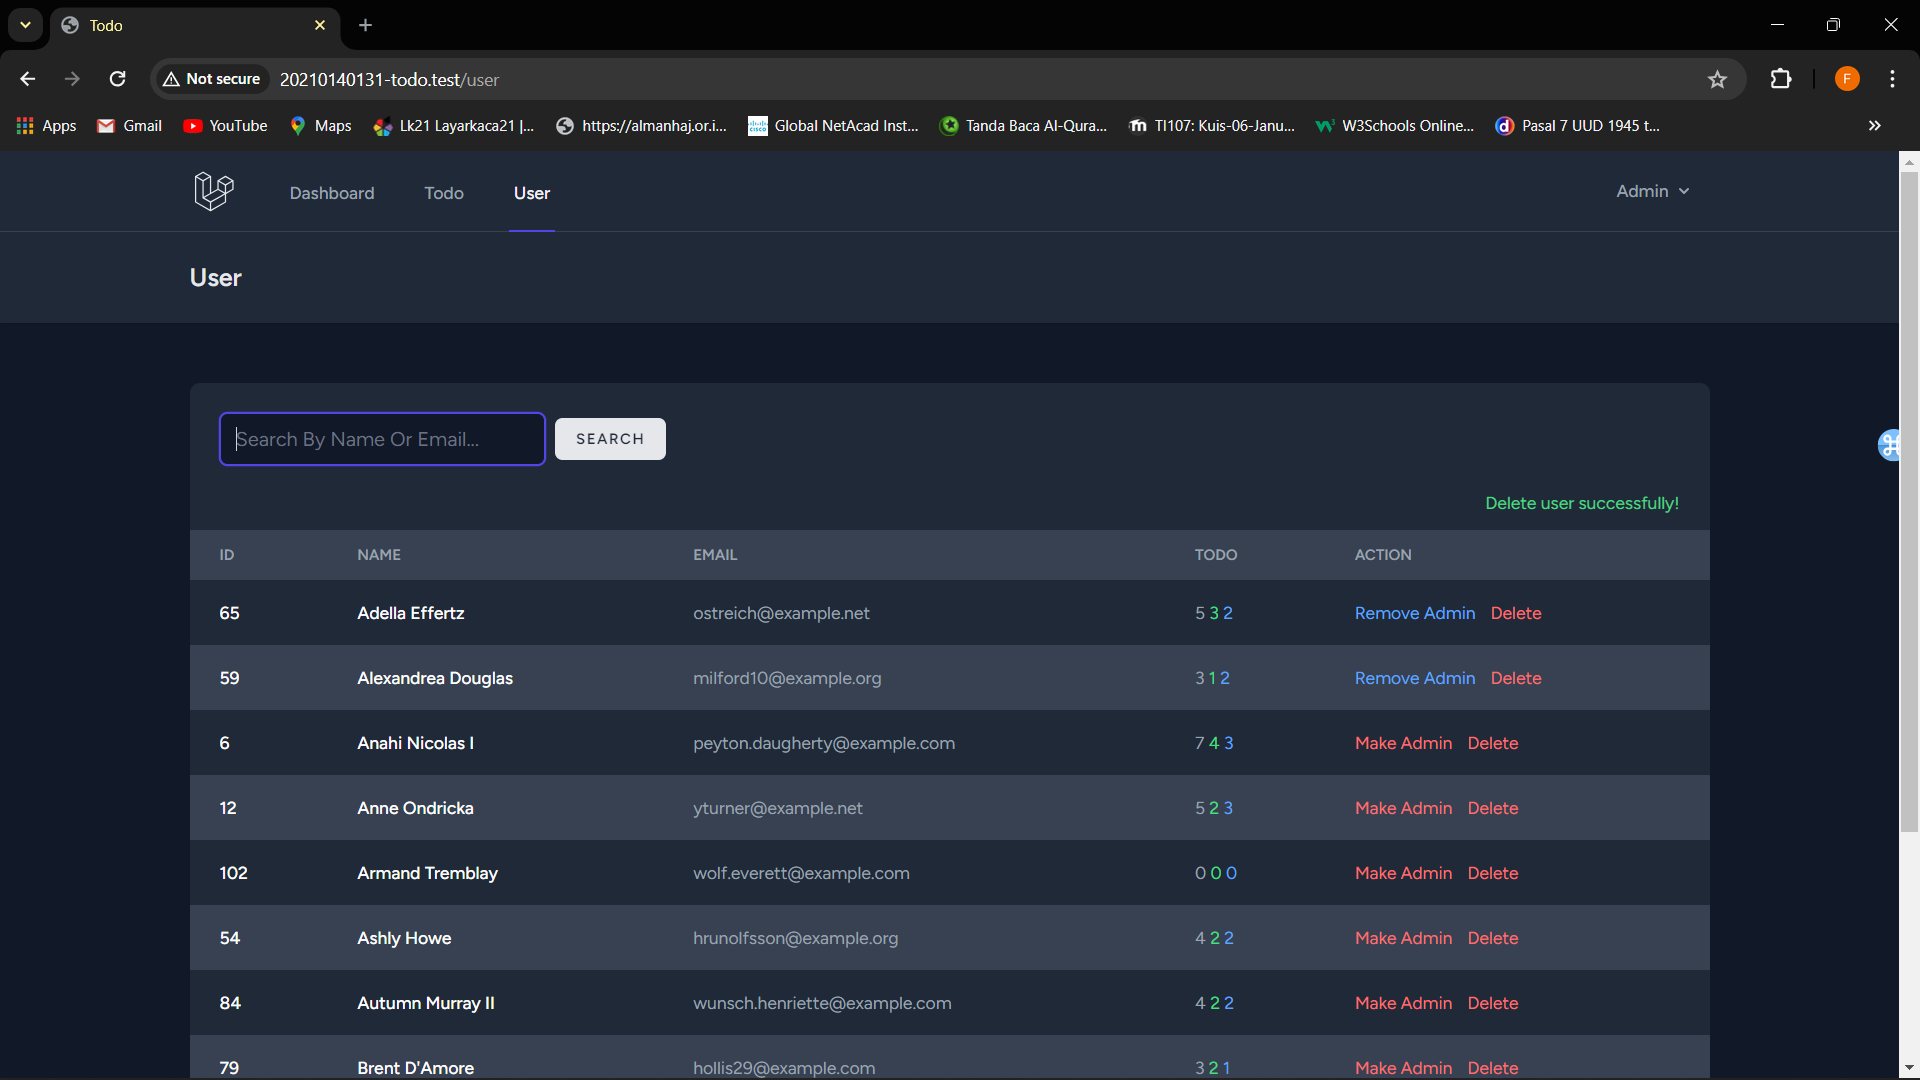 Todo
Not secure 20210140131-todo.test/user
F
Apps Gmail YouTube Maps Lk21 Layarkaca21 |... https://almanhaj.or.i... Global NetAcad Inst... Tanda Baca Al-Qura... TI107: Kuis-06-Janu... W3Schools Online... Pasal 7 UUD 1945 t...
Dashboard Todo User Admin
User
Search By Name Or Email... SEARCH
Delete user successfully!
ID NAME EMAIL TODO ACTION
65 Adella Effertz ostreich@example.net 5 3 2 Remove Admin Delete
59 Alexandrea Douglas milford10@example.org 3 1 2 Remove Admin Delete
6 Anahi Nicolas I peyton.daugherty@example.com 7 4 3 Make Admin Delete
12 Anne Ondricka yturner@example.net 5 2 3 Make Admin Delete
102 Armand Tremblay wolf.everett@example.com 0 0 0 Make Admin Delete
54 Ashly Howe hrunolfsson@example.org 4 2 2 Make Admin Delete
84 Autumn Murray II wunsch.henriette@example.com 4 2 2 Make Admin Delete
79 Brent D'Amore hollis29@example.com 3 2 1 Make Admin Delete